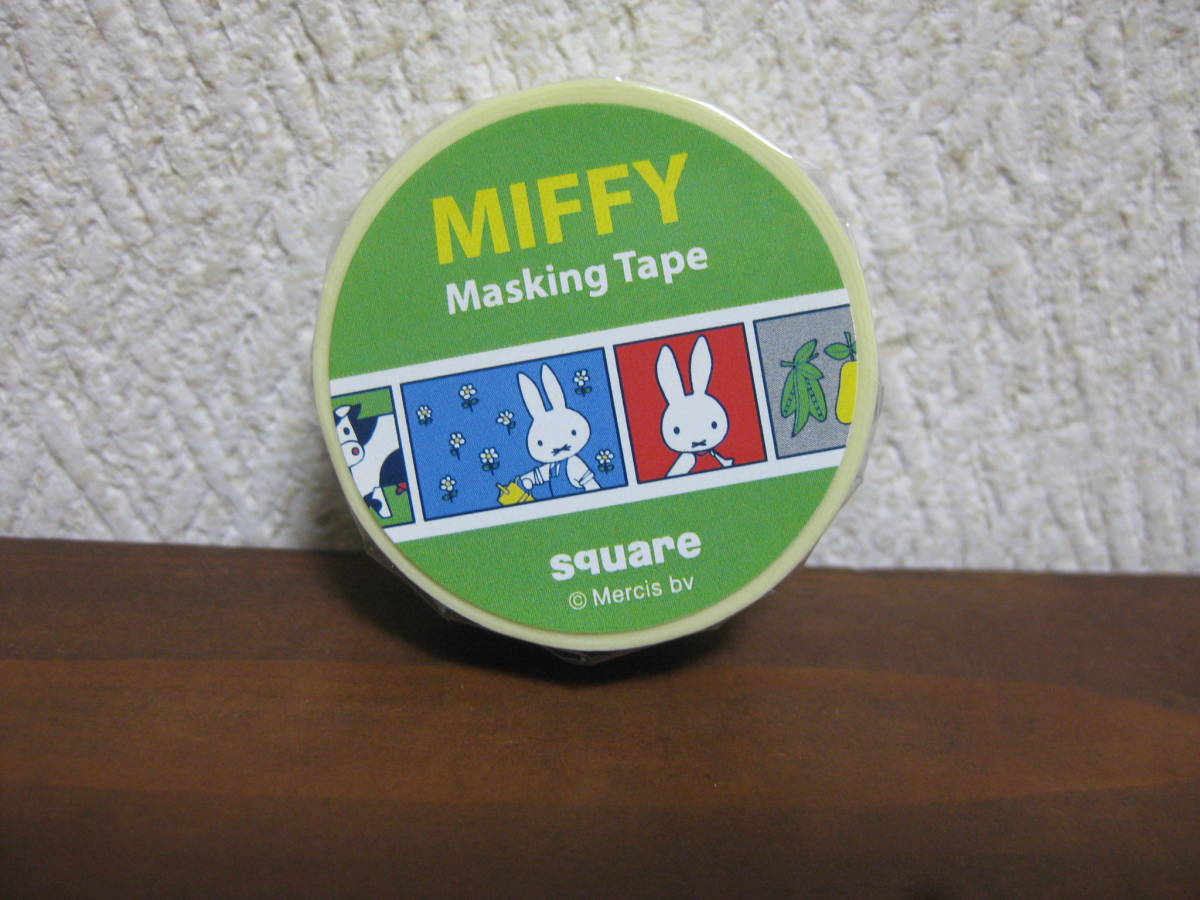 MIFFY
Masking Tape
square
© Mercis bv